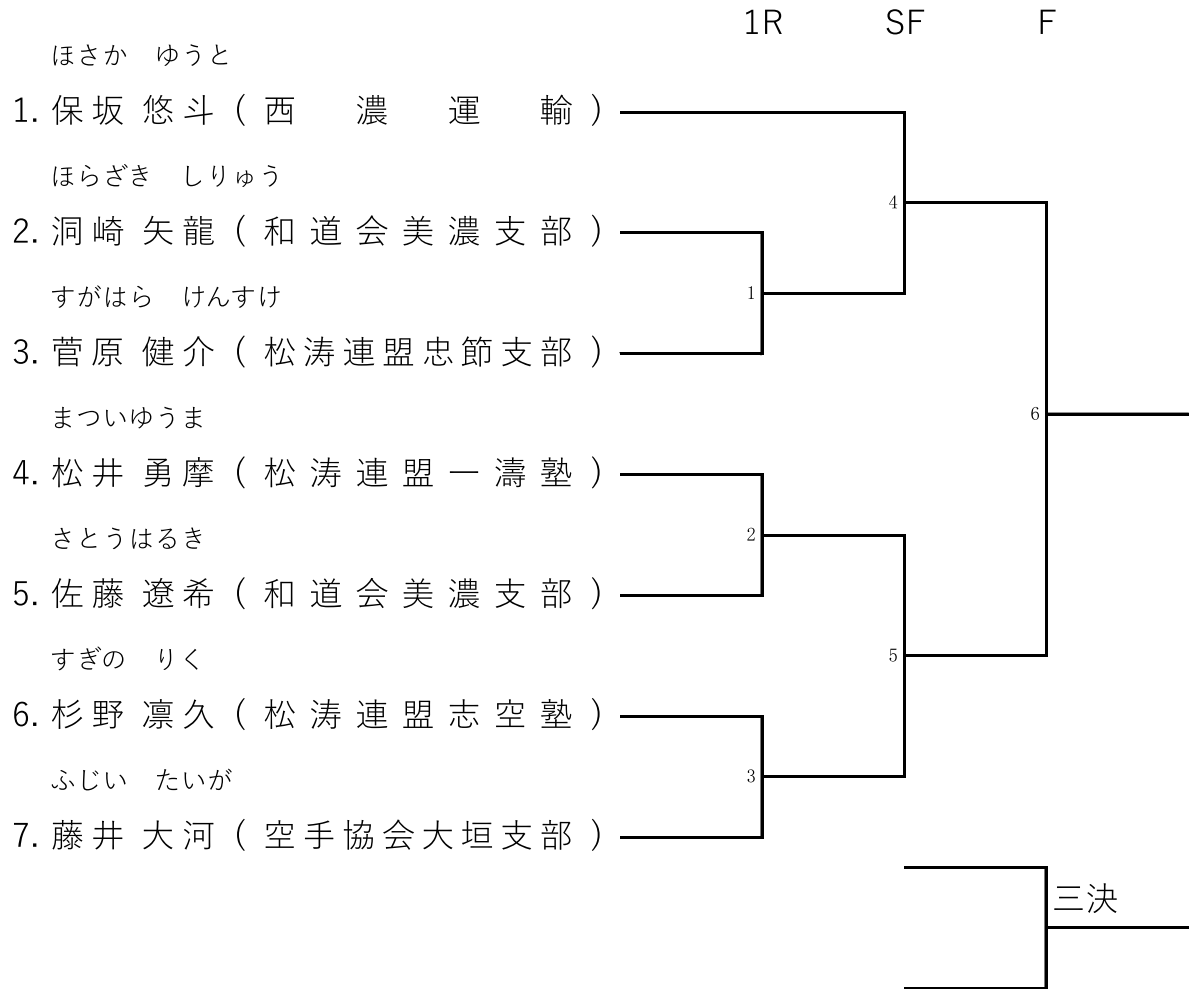 1R SF F
ほさか ゆうと
1. 保坂 悠斗 ( 西濃運輸 )
ほらざき しりゅう
2. 洞崎 矢龍 ( 和道会美濃支部 )
4
すがはら けんすけ
1
3. 菅原 健介 ( 松涛連盟忠節支部 )
まついゆうま
6
4. 松井 勇摩 ( 松涛連盟一濤塾 )
さとうはるき
2
5. 佐藤 遼希 ( 和道会美濃支部 )
すぎの りく
5
6. 杉野 凛久 ( 松涛連盟志空塾 )
ふじい たいが
3
7. 藤井 大河 ( 空手協会大垣支部 )
三決